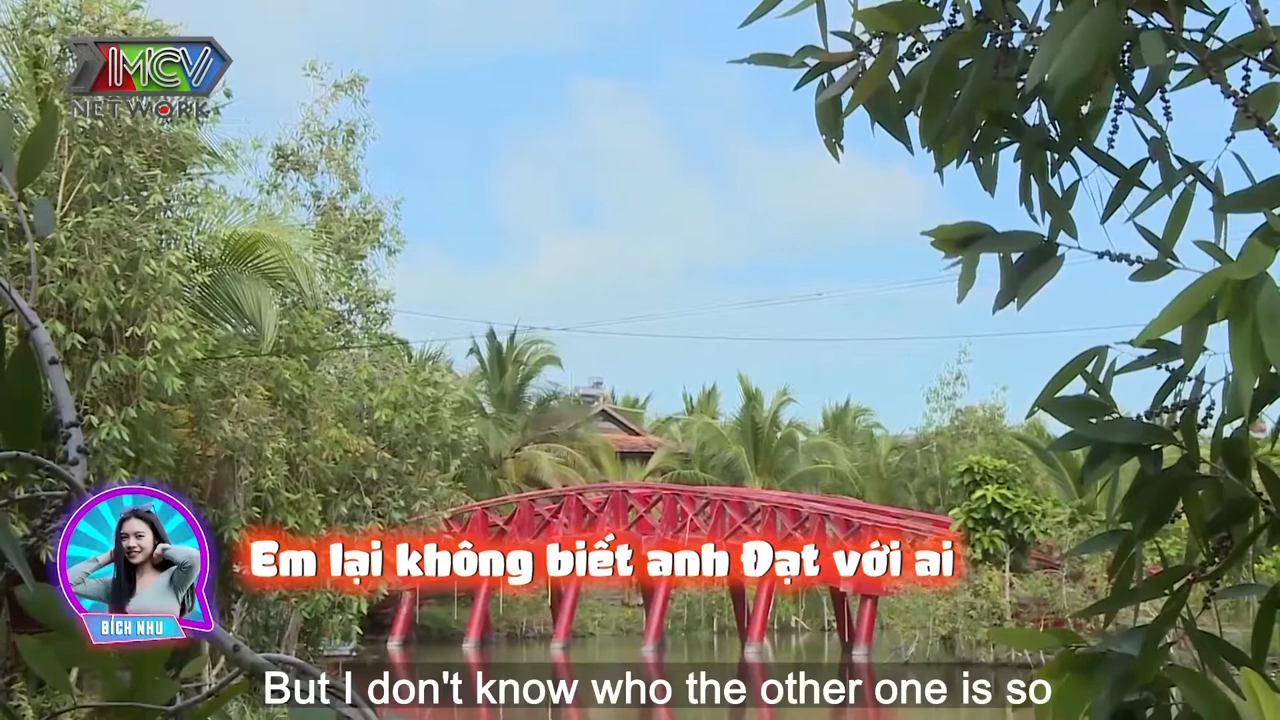 MCV
NETWORK
Em lại không biết anh Đạt với ai
BÍCH NHU
But I don't know who the other one is so